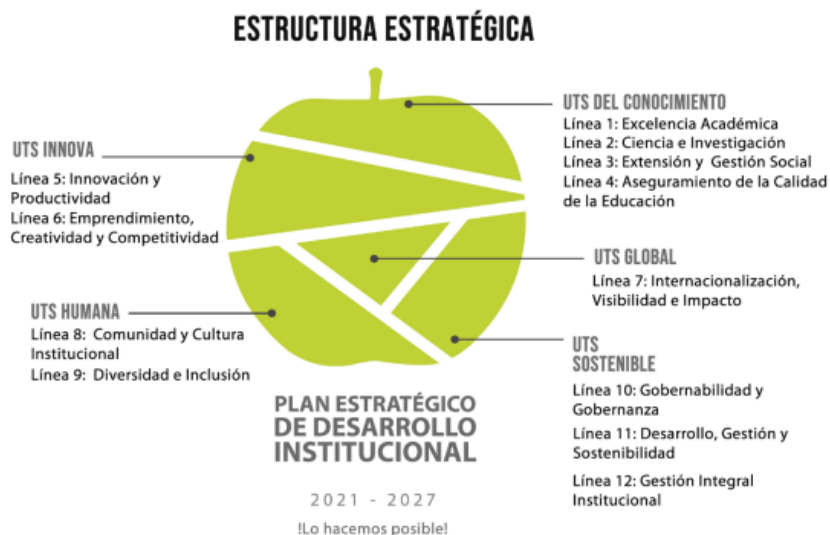 ESTRUCTURA ESTRATÉGICA
UTS DEL CONOCIMIENTO
Línea 1: Excelencia Académica
Línea 2: Ciencia e Investigación
Línea 3: Extensión y Gestión Social
Línea 4: Aseguramiento de la Calidad
de la Educación
UTS INNOVA
Línea 5: Innovación y
Productividad
Línea 6: Emprendimiento,
Creatividad y Competitividad
UTS GLOBAL
Línea 7: Internacionalización,
Visibilidad e Impacto
UTS HUMANA
Línea 8: Comunidad y Cultura
Institucional
Línea 9: Diversidad e Inclusión
UTS
SOSTENIBLE
Línea 10: Gobernabilidad y
Gobernanza
Línea 11: Desarrollo, Gestión y
Sostenibilidad
Línea 12: Gestión Integral
Institucional
PLAN ESTRATÉGICO
DE DESARROLLO
INSTITUCIONAL
2021 - 2027
!Lo hacemos posible!